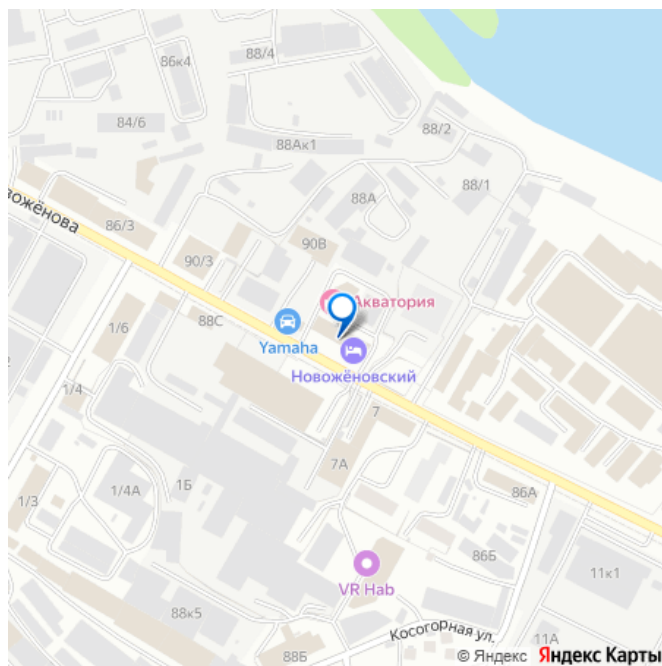 88/4
86к4
84/6
88Ак1
88/2
88А
88/1
вожёнова
86/3
90В
90/3
Акватория
88С
1/6
Yamaha
Новожёновский
1/4
2
7
7А
1Б
1/4А
1/3
86А
86Б
VR Hab
11к1
88к5
Косогорная ул.
11А
88Б
© Яндекс Яндекс Карты